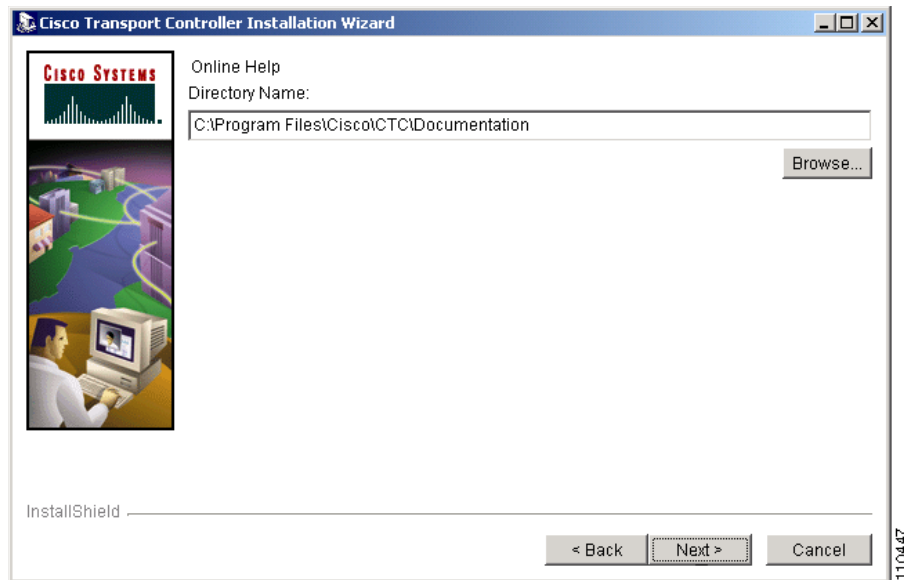 Cisco Transport Controller Installation Wizard
CISCO SYSTEMS
Online Help
Directory Name:
C:\Program Files\Cisco\CTC\Documentation
Browse...
InstallShield
< Back
Next >
Cancel
110447